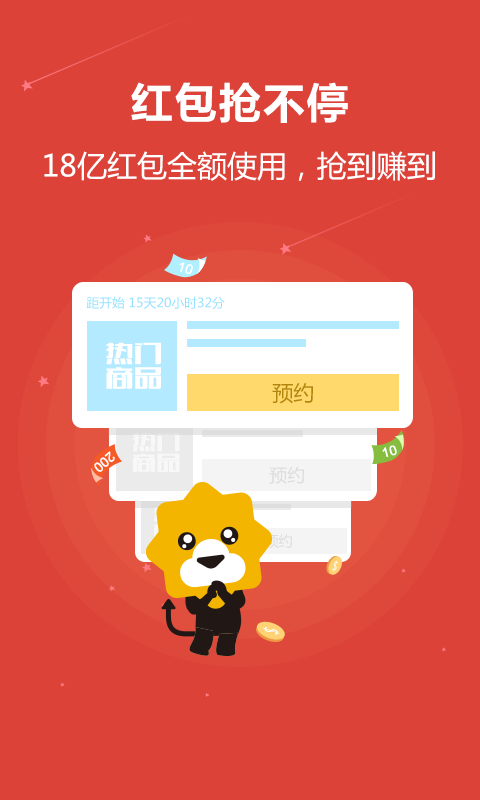 红包抢不停
18亿红包全额使用，抢到赚到
10
距开始 15天20小时32分
热门
商品
预约
热门
商品
200
预约
10
预约